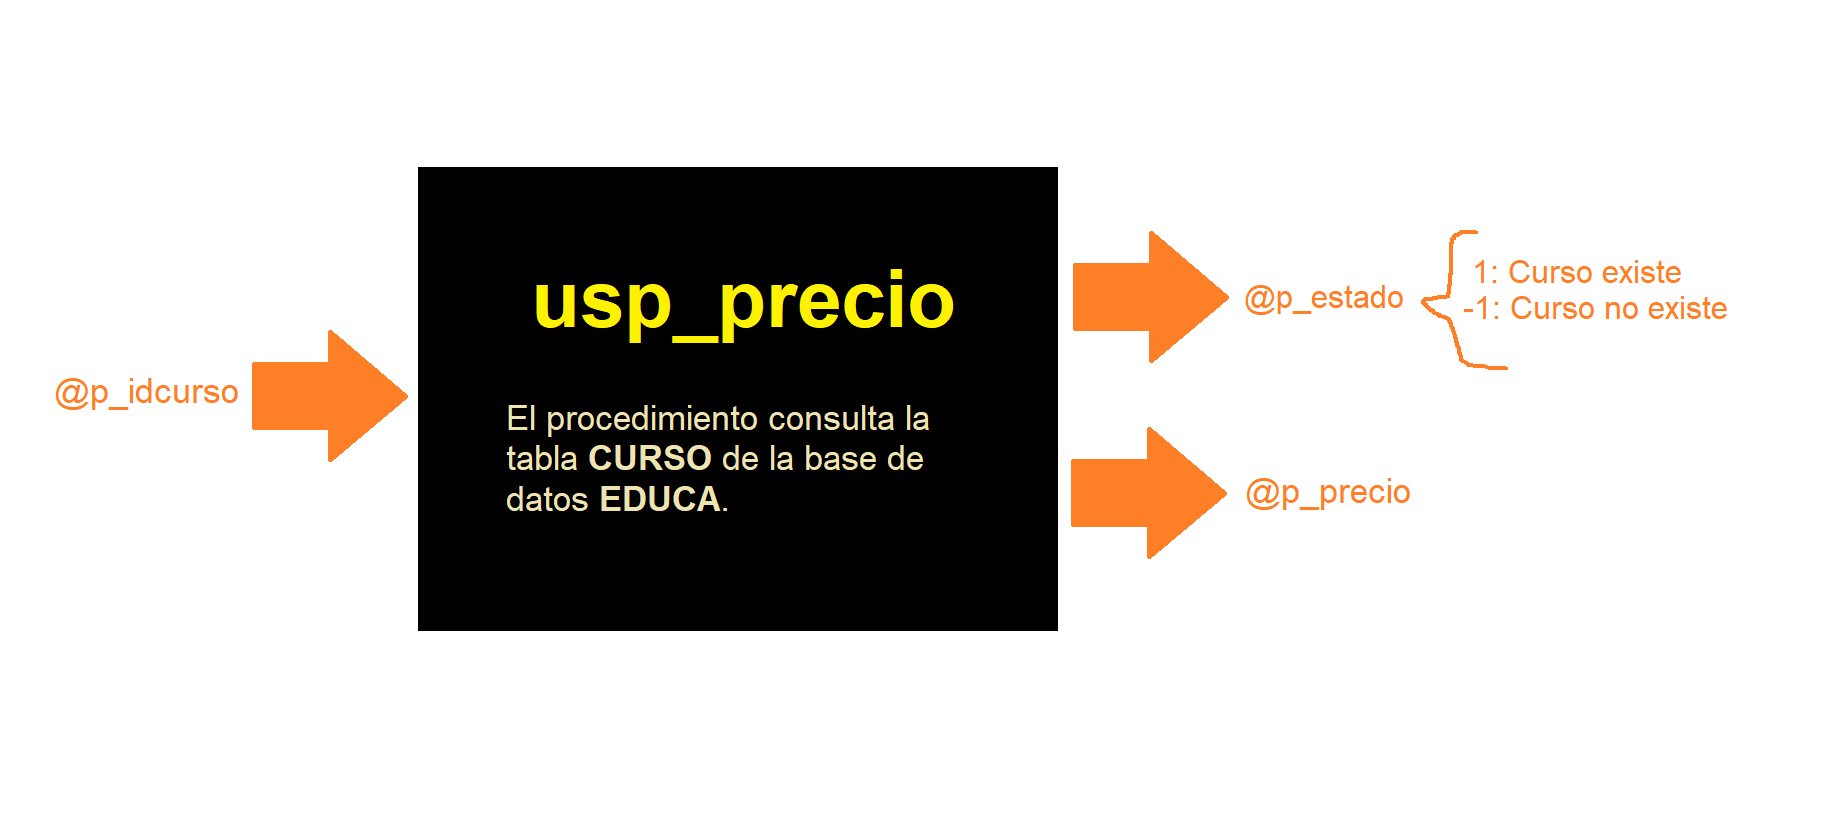 @p_idcurso
usp_precio
El procedimiento consulta la
tabla CURSO de la base de
datos EDUCA.
@p_estado
1: Curso existe
-1: Curso no existe
@p_precio